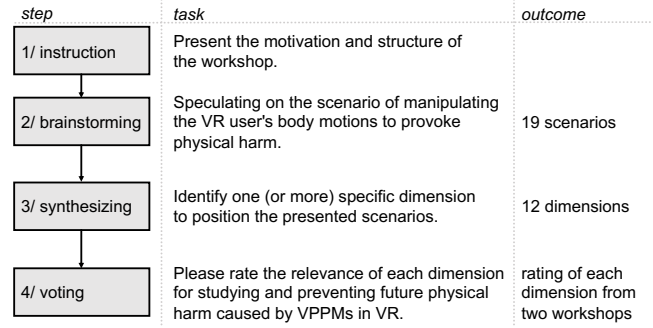 step task outcome
1/ instruction
Present the motivation and structure of
the workshop.
2/ brainstorming
Speculating on the scenario of manipulating
the VR user's body motions to provoke
physical harm.
19 scenarios
3/ synthesizing
Identify one (or more) specific dimension
to position the presented scenarios.
12 dimensions
4/ voting
Please rate the relevance of each dimension
for studying and preventing future physical
harm caused by VPPMs in VR.
rating of each
dimension from
two workshops